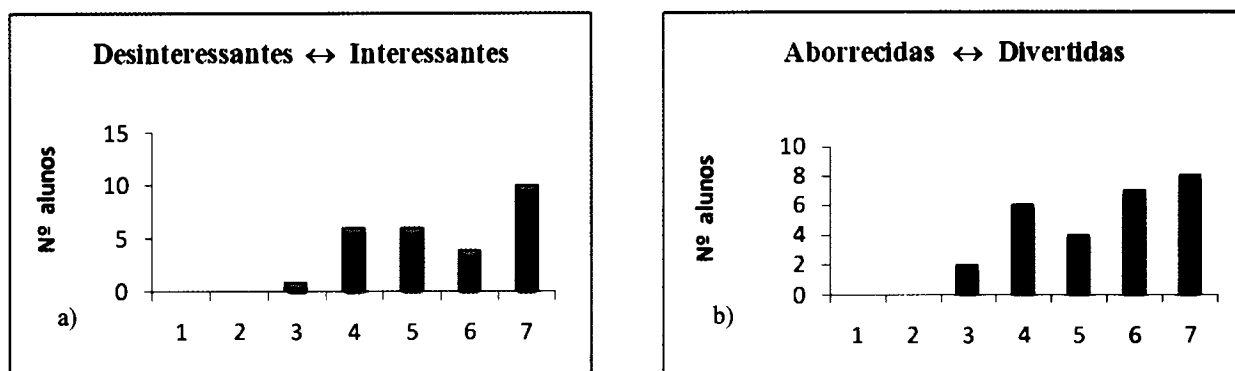 Desinteressantes ↔ Interessantes
Nº alunos
15
10
5
0
1 2 3 4 5 6 7
a)
Aborrecidas ↔ Divertidas
Nº alunos
10
8
6
4
2
0
1 2 3 4 5 6 7
b)